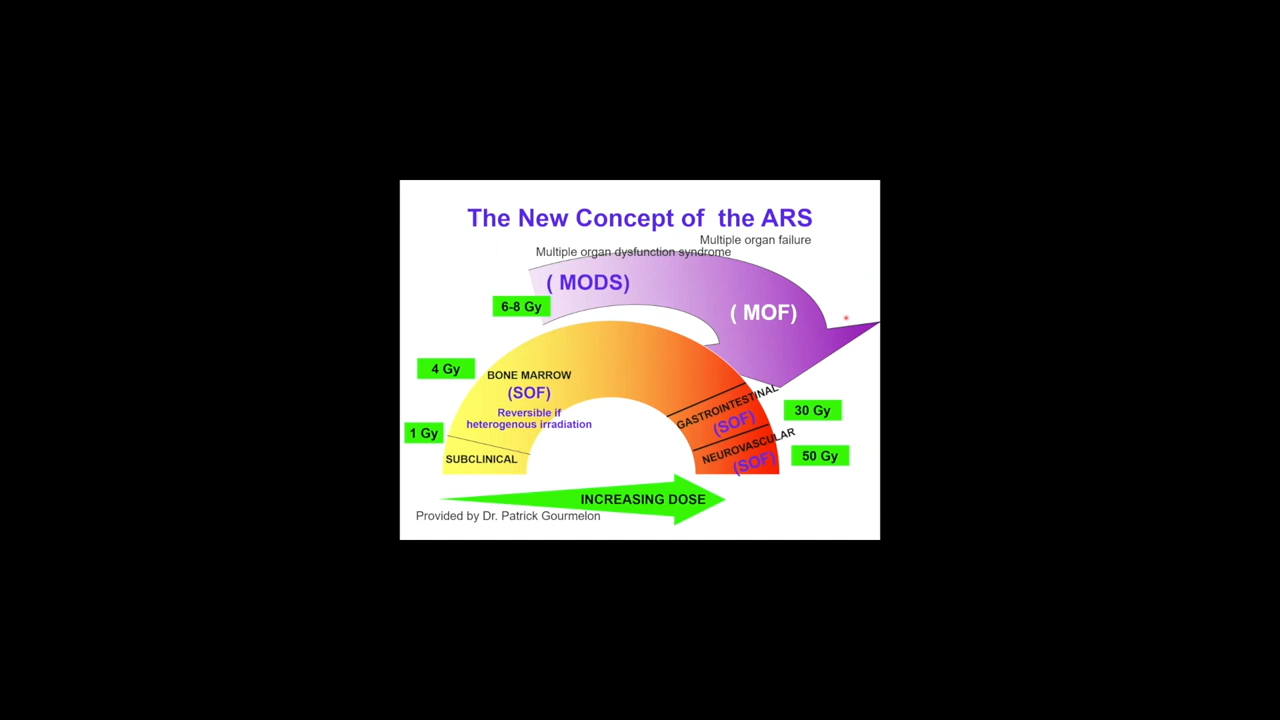 The New Concept of the ARS
Multiple organ failure
Multiple organ dysfunction syndrome
( MODS)
6-8 Gy
( MOF)
4 Gy
BONE MARROW
(SOF)
Reversible if
heterogenous irradiation
1 Gy
SUBCLINICAL
GASTROINTESTINAL
(SOF)
30 Gy
NEUROVASCULAR
(SOF)
50 Gy
INCREASING DOSE
Provided by Dr. Patrick Gourmelon